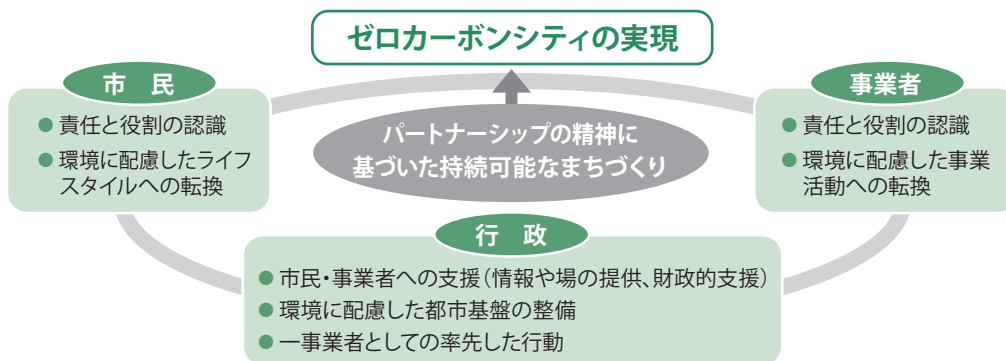 ゼロカーボンシティの実現
市 民
● 責任と役割の認識
● 環境に配慮したライフ
スタイルへの転換
パートナーシップの精神に
基づいた持続可能なまちづくり
事業者
● 責任と役割の認識
● 環境に配慮した事業
活動への転換
行 政
● 市民・事業者への支援（情報や場の提供、財政的支援）
● 環境に配慮した都市基盤の整備
● 一事業者としての率先した行動